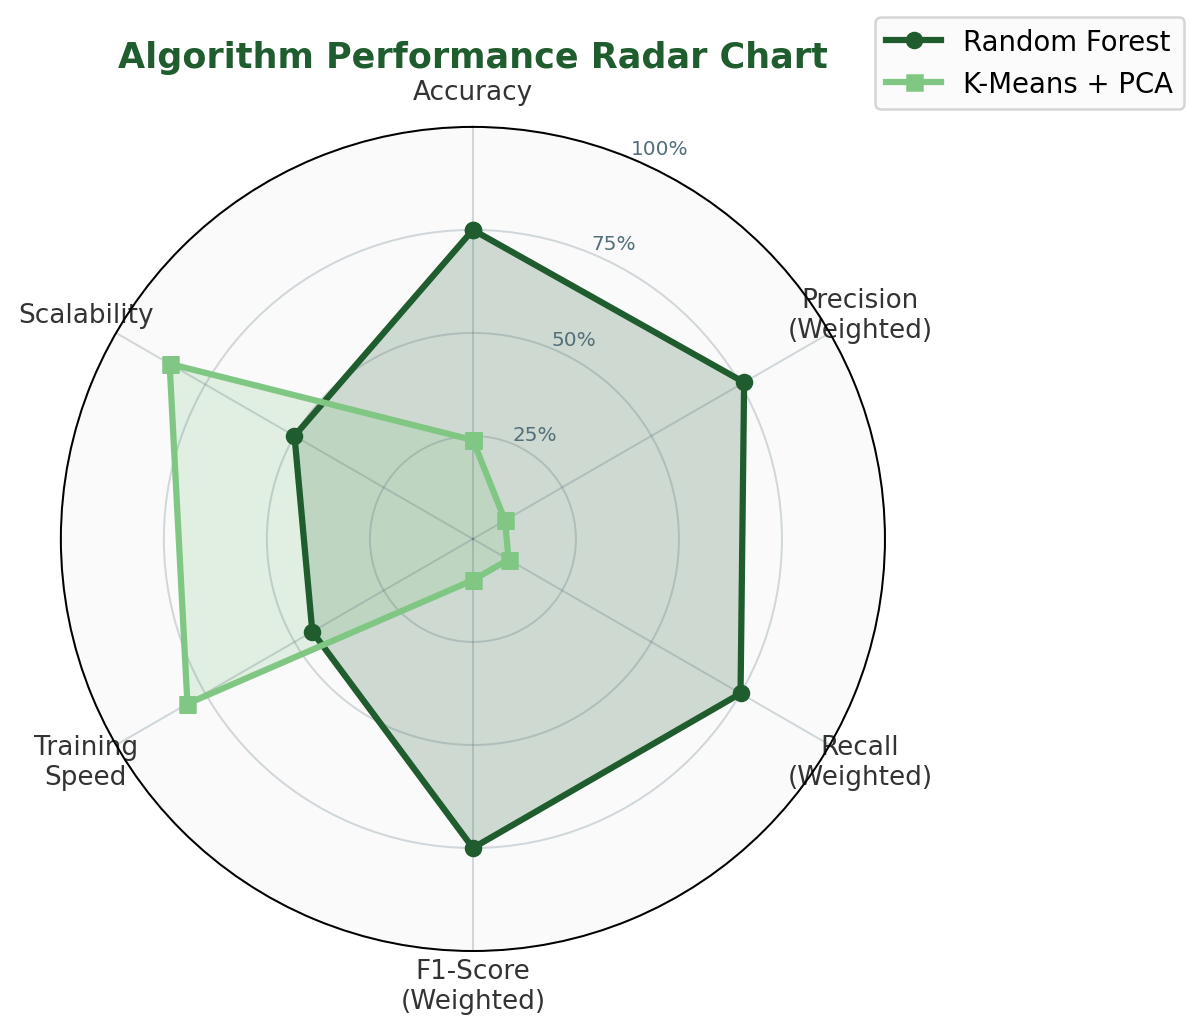 Algorithm Performance Radar Chart
Random Forest
K-Means + PCA
Accuracy
100%
75%
50%
25%
Precision
(Weighted)
Scalability
Training
Speed
Recall
(Weighted)
F1-Score
(Weighted)